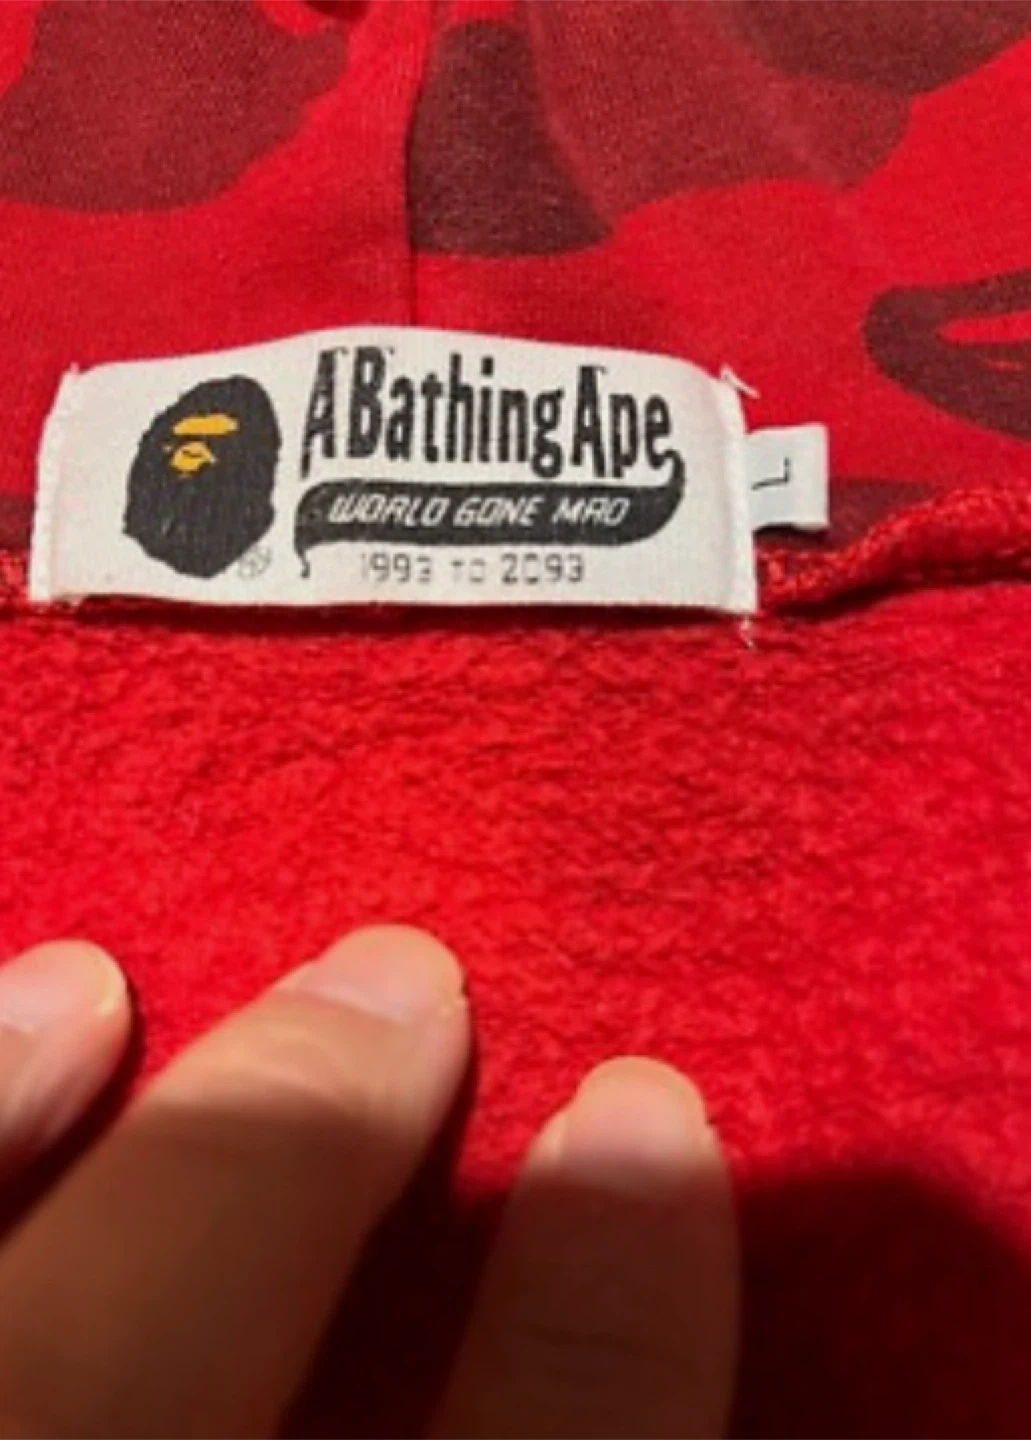 A Bathing Ape
WORLD GONE MAD
1993 TO 2093
L